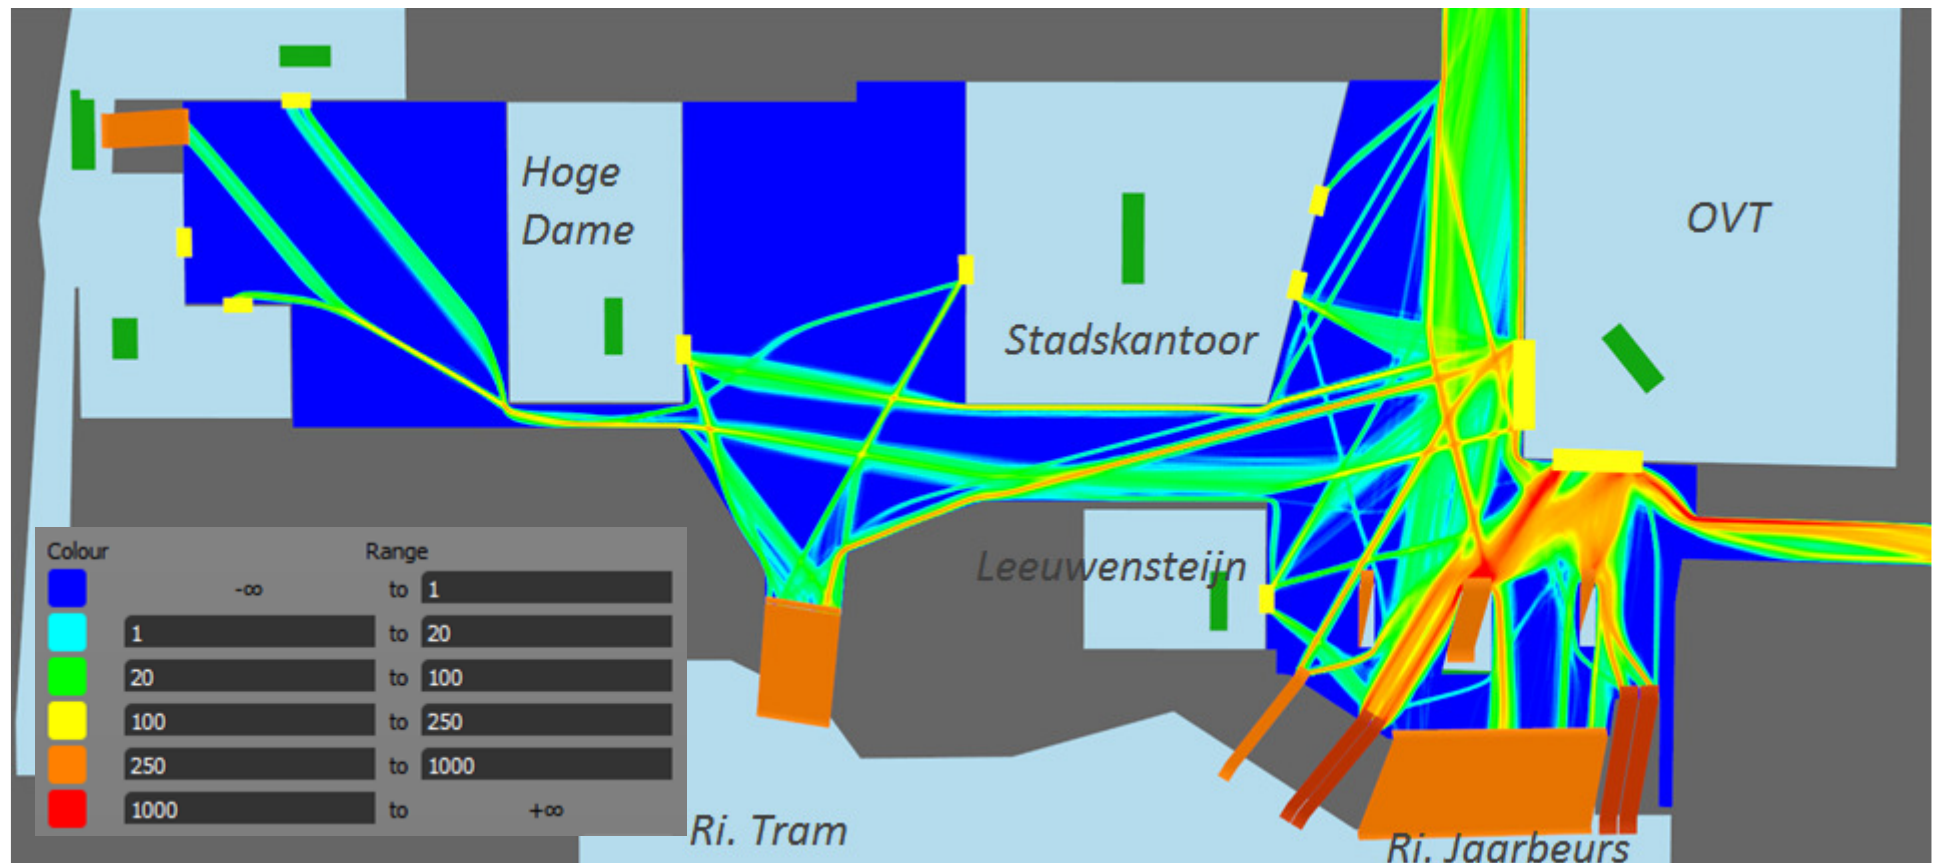 Hoge
Dame
OVT
Stadskantoor
Leeuwensteijn
Colour Range
-∞ to 1
1 to 20
20 to 100
100 to 250
250 to 1000
1000 to +∞
Ri. Tram
Ri. Jaarbeurs